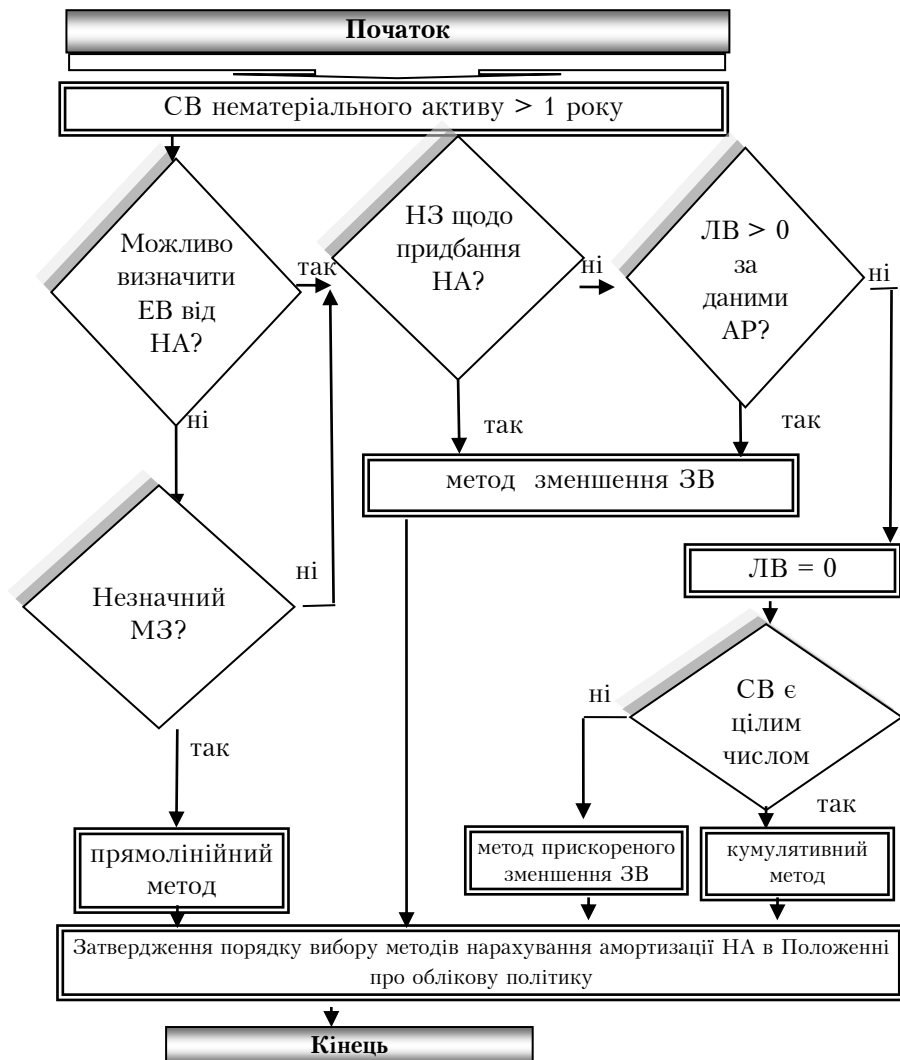 Початок
СВ нематеріального активу > 1 року
Можливо
визначити
ЕВ від
НА?
так
НЗ щодо
придбання
НА?
ні
ЛВ > 0
за
даними
АР?
ні
ні
так
так
метод зменшення ЗВ
Незначний
МЗ?
ні
ЛВ = 0
СВ є
цілим
числом
ні
так
так
прямолінійний
метод
метод прискореного
зменшення ЗВ
кумулятивний
метод
Затвердження порядку вибору методів нарахування амортизації НА в Положенні
про облікову політику
Кінець